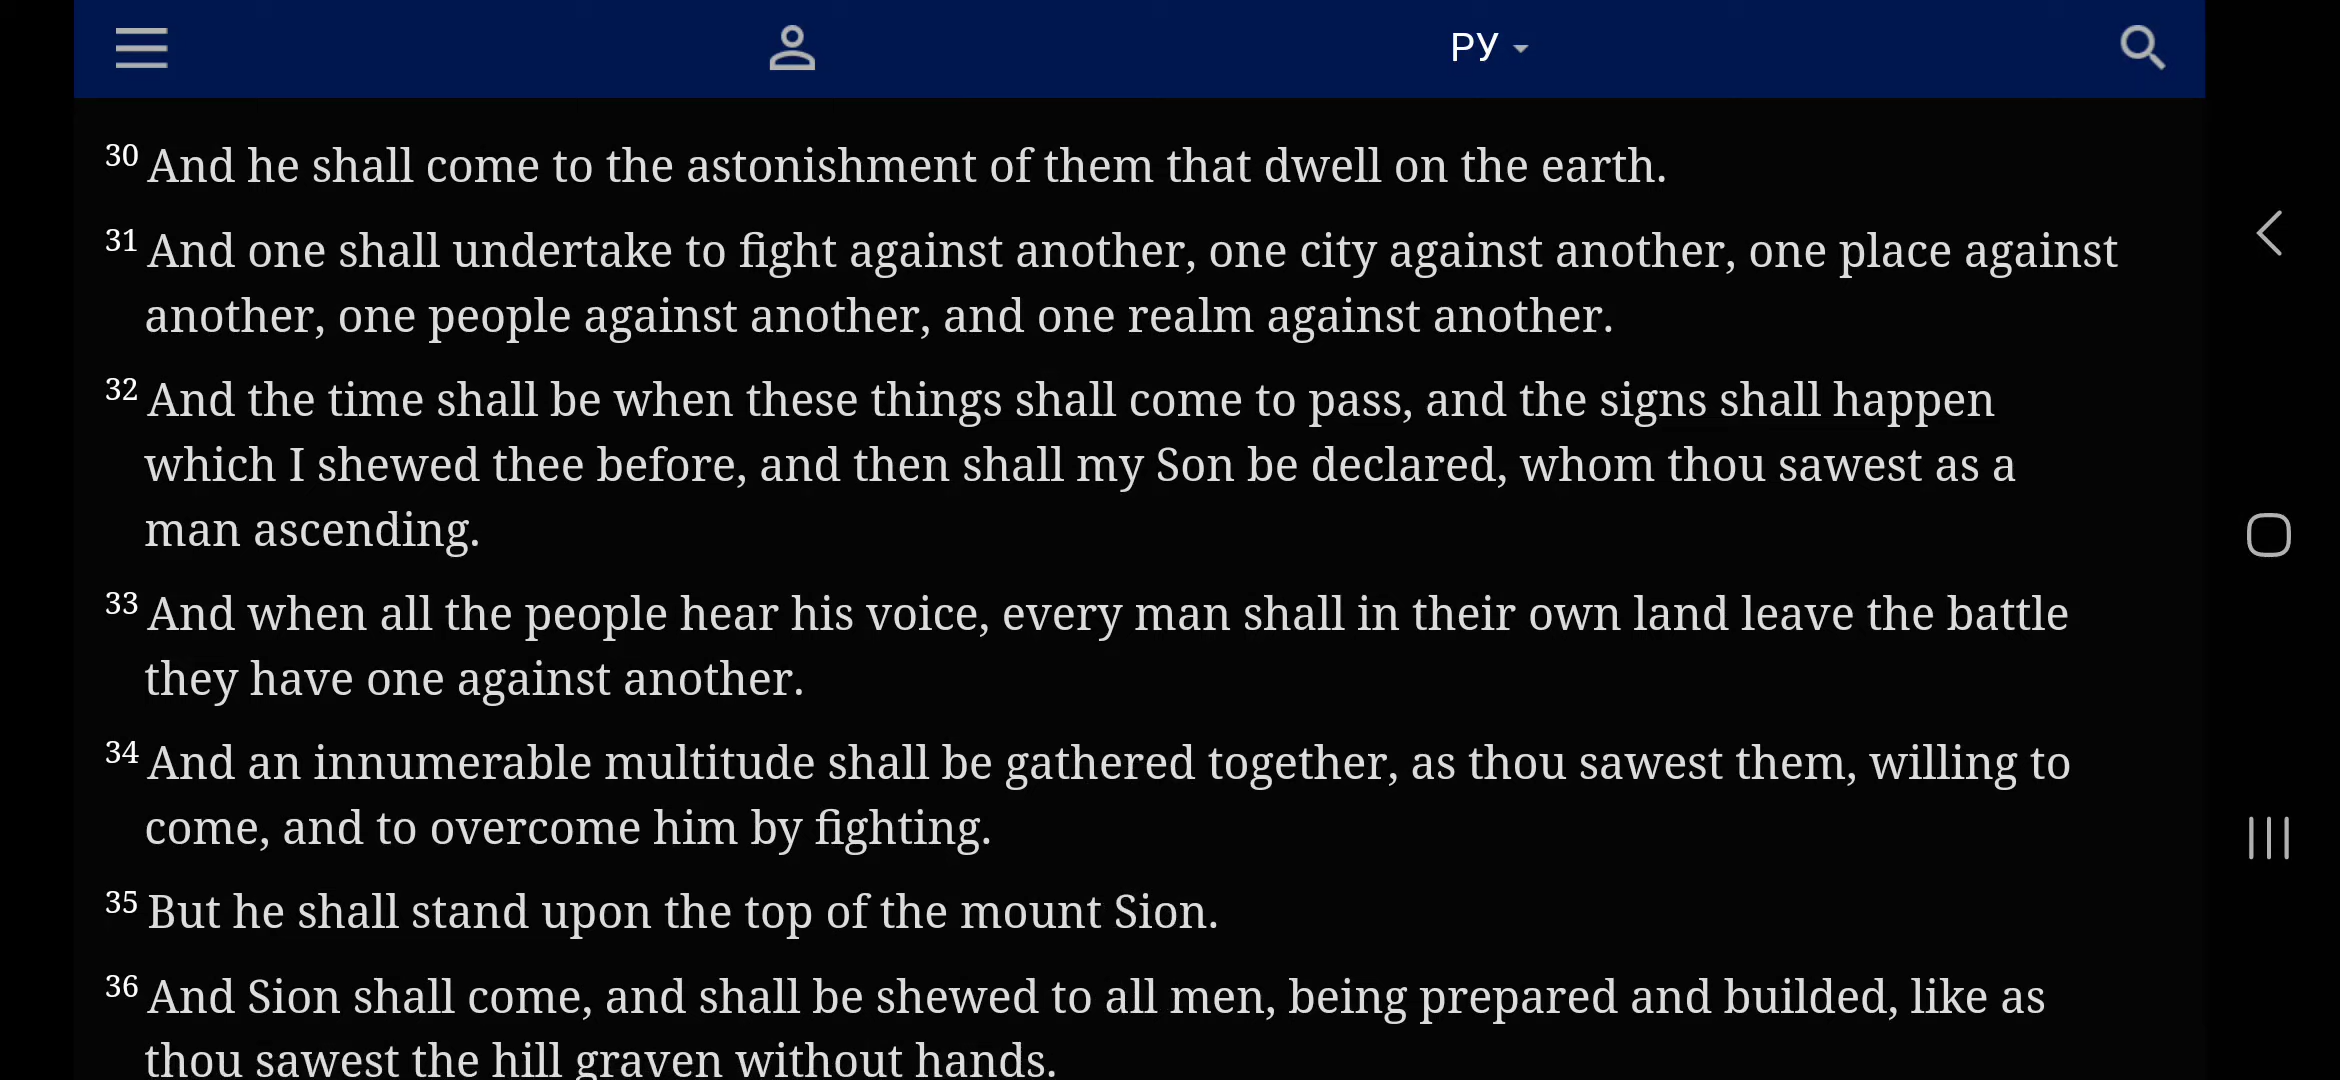 РУ
30 And he shall come to the astonishment of them that dwell on the earth.
31 And one shall undertake to fight against another, one city against another, one place against
another, one people against another, and one realm against another.
32 And the time shall be when these things shall come to pass, and the signs shall happen
which I shewed thee before, and then shall my Son be declared, whom thou sawest as a
man ascending.
33 And when all the people hear his voice, every man shall in their own land leave the battle
they have one against another.
34 And an innumerable multitude shall be gathered together, as thou sawest them, willing to
come, and to overcome him by fighting.
35 But he shall stand upon the top of the mount Sion.
36 And Sion shall come, and shall be shewed to all men, being prepared and builded, like as
thou sawest the hill graven without hands.